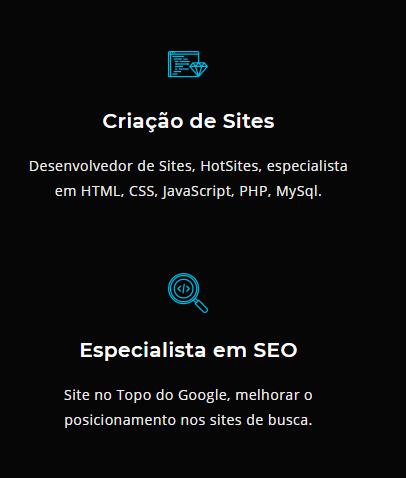 Criação de Sites
Desenvolvedor de Sites, HotSites, especialista
em HTML, CSS, JavaScript, PHP, MySql.
Especialista em SEO
Site no Topo do Google, melhorar o
posicionamento nos sites de busca.